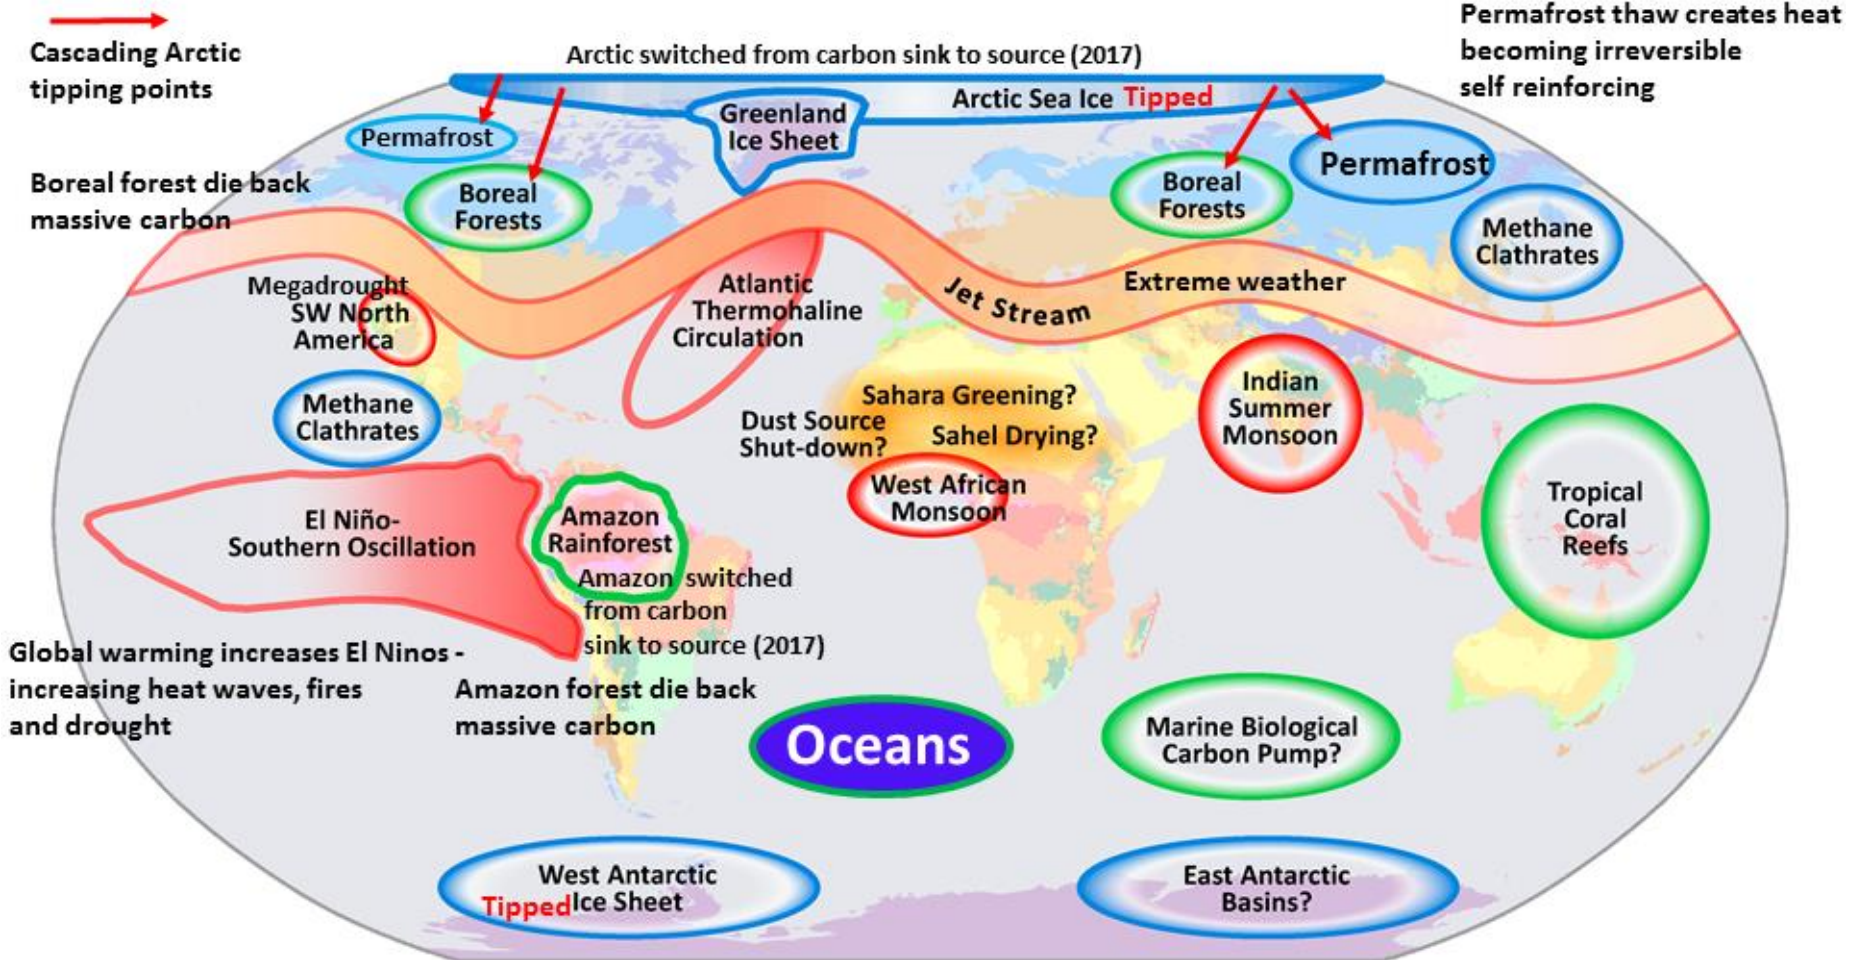 Cascading Arctic
tipping points
Arctic switched from carbon sink to source (2017)
Permafrost thaw creates heat
becoming irreversible
self reinforcing
Arctic Sea Ice Tipped
Greenland
Ice Sheet
Permafrost
Boreal forest die back
massive carbon
Boreal
Forests
Boreal
Forests
Permafrost
Methane
Clathrates
Megadrought
SW North
America
Atlantic
Thermohaline
Circulation
Jet Stream
Extreme weather
Methane
Clathrates
Sahara Greening?
Dust Source
Shut-down?
Sahel Drying?
West African
Monsoon
Indian
Summer
Monsoon
Tropical
Coral
Reefs
El Niño-
Southern Oscillation
Amazon
Rainforest
Amazon switched
from carbon
sink to source (2017)
Global warming increases El Ninos -
increasing heat waves, fires
and drought
Amazon forest die back
massive carbon
Oceans
Marine Biological
Carbon Pump?
West Antarctic
Tipped Ice Sheet
East Antarctic
Basins?